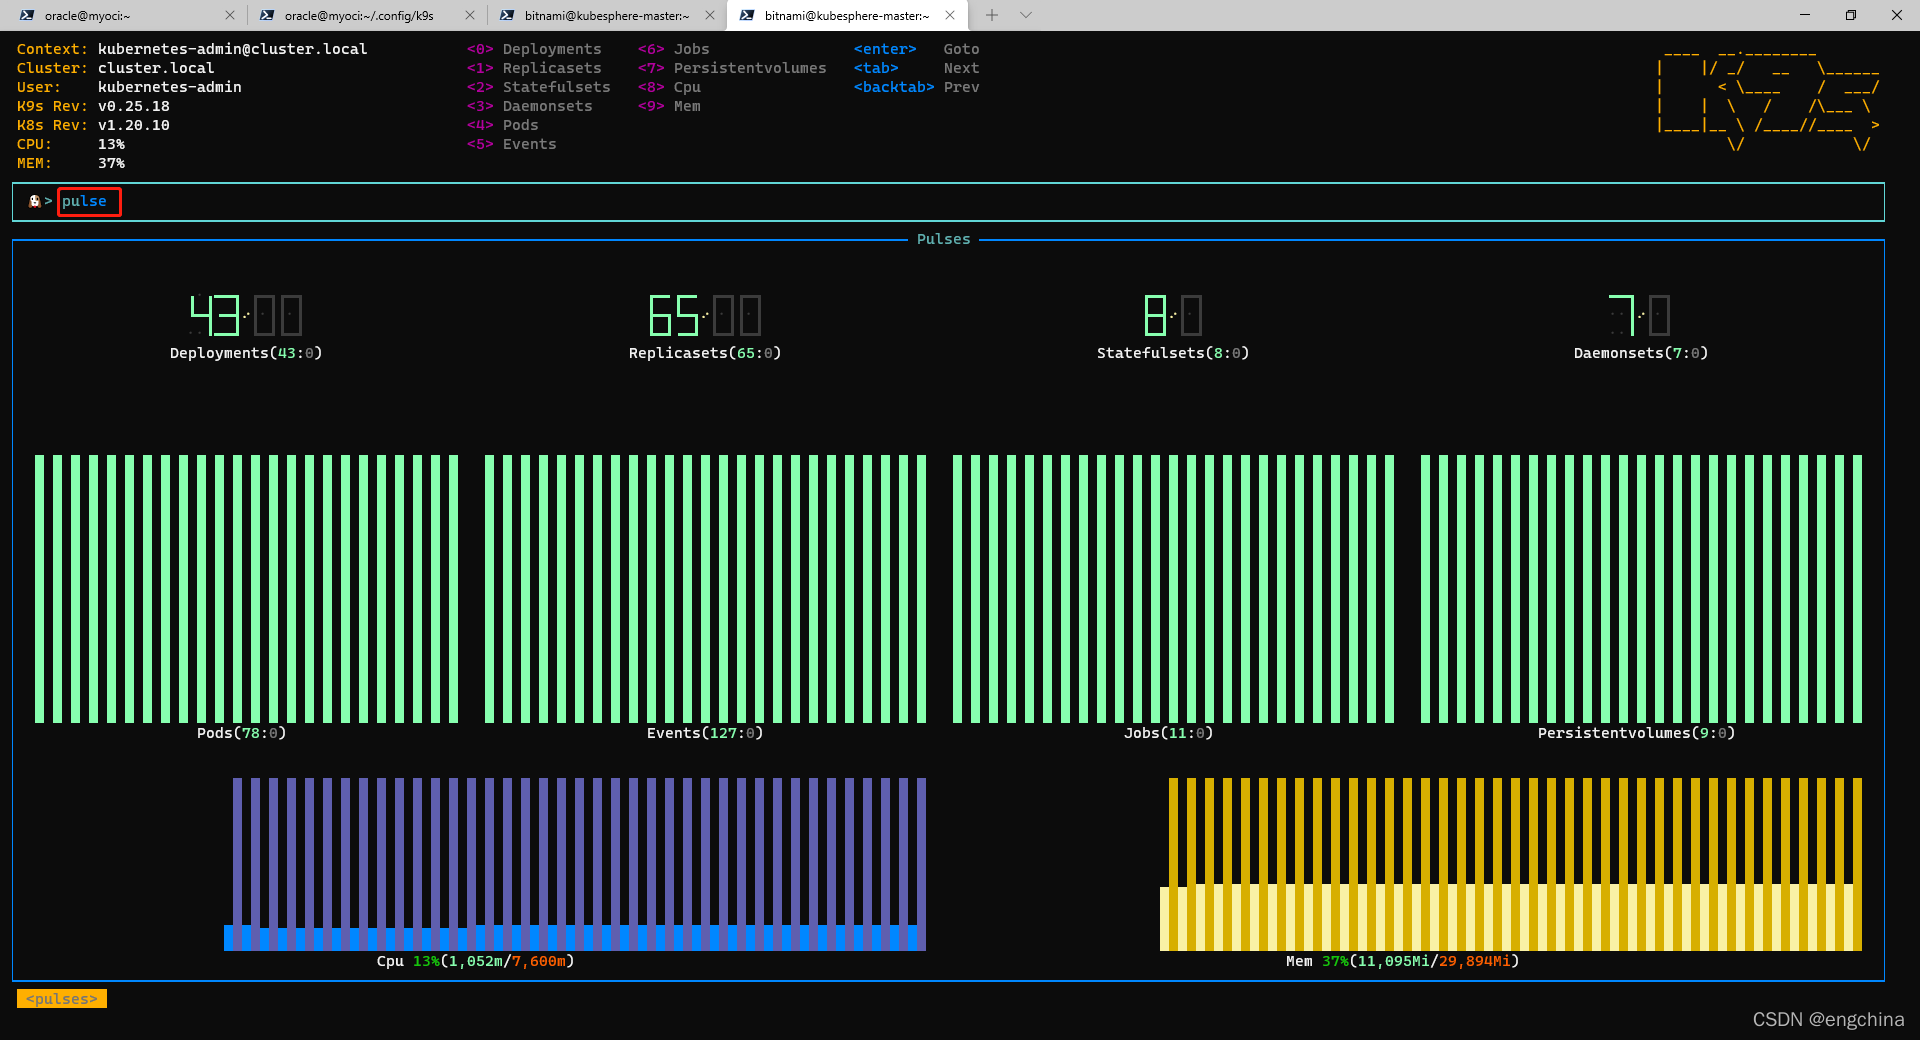 oracle@myoci:~
oracle@myoci:~/.config/k9s
bitnami@kubesphere-master:~
bitnami@kubesphere-master:~
Context: kubernetes-admin@cluster.local
Cluster: cluster.local
User: kubernetes-admin
K9s Rev: v0.25.18
K8s Rev: v1.20.10
CPU: 13%
MEM: 37%
<0> Deployments
<1> Replicasets
<2> Statefulsets
<3> Daemonsets
<4> Pods
<5> Events
<6> Jobs
<7> Persistentvolumes
<8> Cpu
<9> Mem
<enter> Goto
<tab> Next
<backtab> Prev
K9s
> pulse
Pulses
43:00
65:00
8:0
7:0
Deployments(43:0)
Replicasets(65:0)
Statefulsets(8:0)
Daemonsets(7:0)
Pods(78:0)
Events(127:0)
Jobs(11:0)
Persistentvolumes(9:0)
Cpu 13%(1,052m/7,600m)
Mem 37%(11,095Mi/29,894Mi)
<pulses>
CSDN @engchina